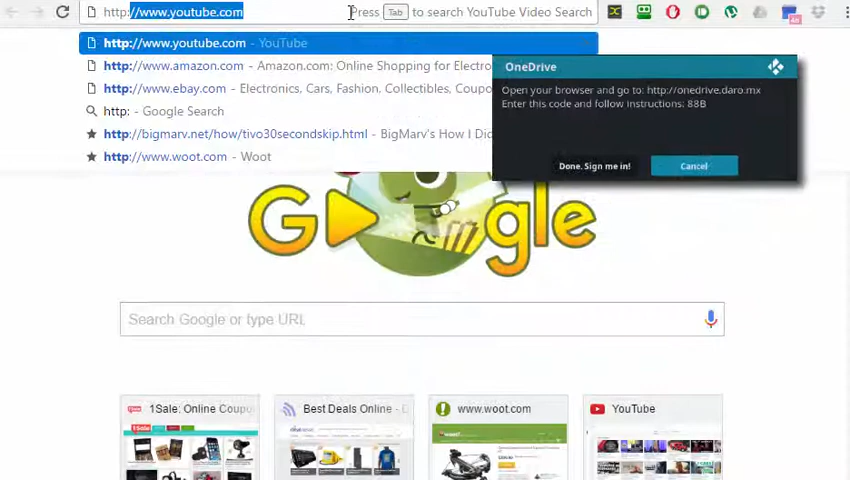 http://www.youtube.com
Press Tab to search YouTube Video Search
http://www.youtube.com - YouTube
http://www.amazon.com - Amazon.com: Online Shopping for Electro
http://www.ebay.com - Electronics, Cars, Fashion, Collectibles, Coupo
http: - Google Search
http://bigmarv.net/how/tivo30secondskip.html - BigMarv's How I Di
http://www.woot.com - Woot
OneDrive
Open your browser and go to: http://onedrive.daro.mx
Enter this code and follow instructions: 88B
Done. Sign me in!
Cancel
Google
Search Google or type URL
1Sale: Online Coupo
Best Deals Online -
www.woot.com
YouTube